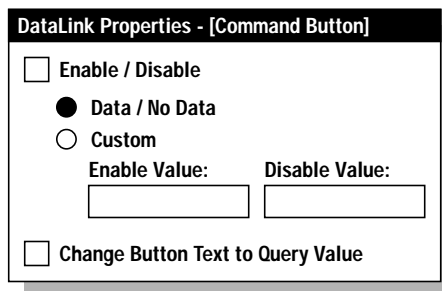 DataLink Properties - [Command Button]
Enable / Disable
Data / No Data
Custom
Enable Value: Disable Value:
Change Button Text to Query Value